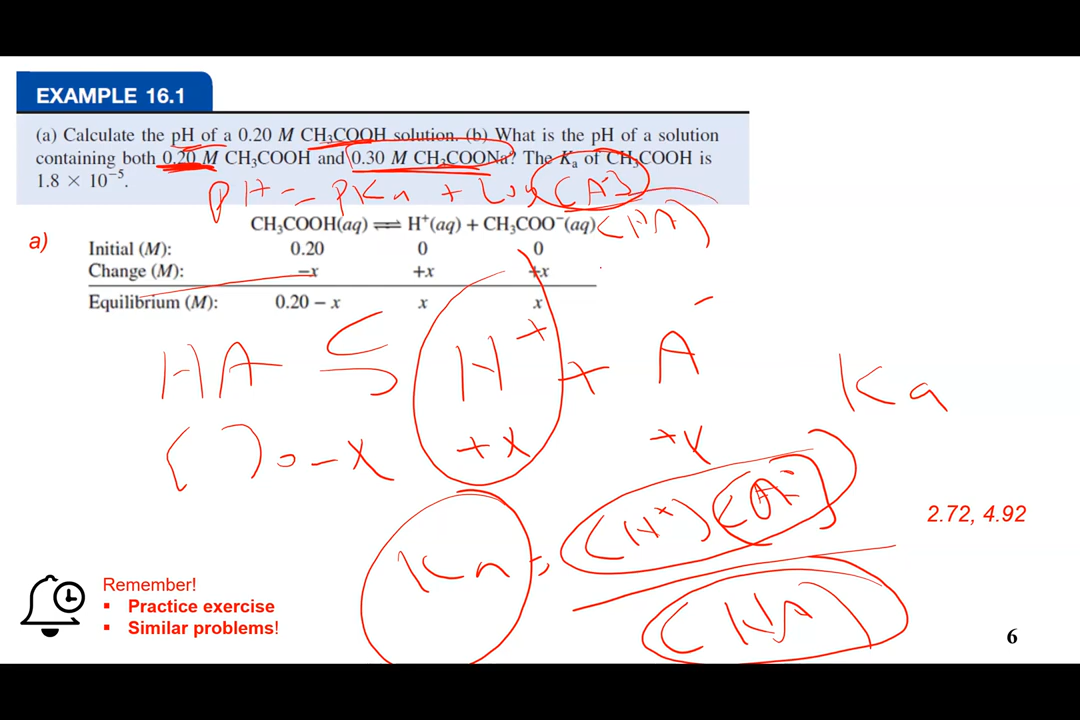 EXAMPLE 16.1
(a) Calculate the pH of a 0.20 M CH₃COOH solution. (b) What is the pH of a solution
containing both 0.20 M CH₃COOH and 0.30 M CH₃COONa? The Kₐ of CH₃COOH is
1.8 × 10⁻⁵.
pH = pKa + log (A⁻)
(HA)
CH₃COOH(aq) ⇌ H⁺(aq) + CH₃COO⁻(aq)
a)
Initial (M): 0.20 0 0
Change (M): −x +x +x
Equilibrium (M): 0.20 − x x x
HA ⇌ H⁺ + A⁻
Ka
( ) = -x +x +x
(H⁺)(A⁻)
Ka =
(HA)
2.72, 4.92
Remember!
▪ Practice exercise
▪ Similar problems!
6